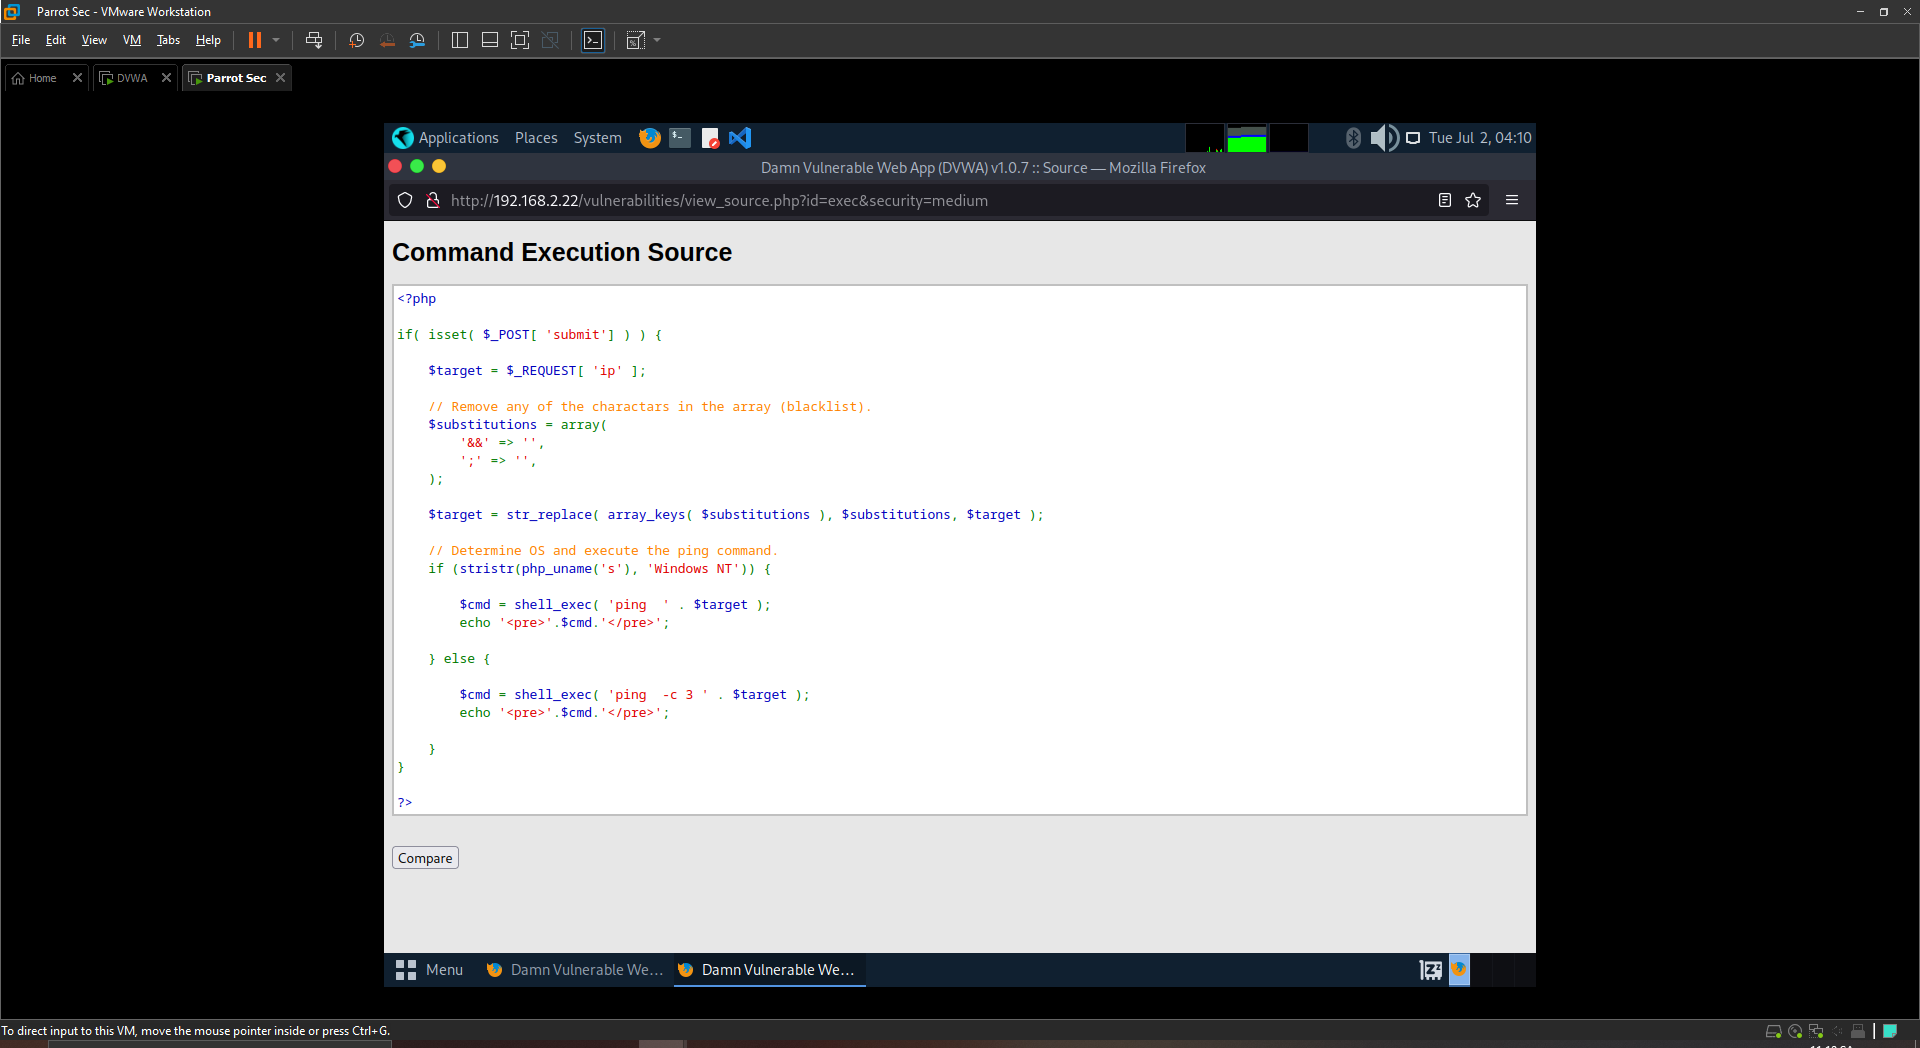 Parrot Sec - VMware Workstation
File Edit View VM Tabs Help
Home DVWA Parrot Sec
Applications Places System Tue Jul 2, 04:10
Damn Vulnerable Web App (DVWA) v1.0.7 :: Source — Mozilla Firefox
http://192.168.2.22/vulnerabilities/view_source.php?id=exec&security=medium
Command Execution Source
<?php
if( isset( $_POST[ 'submit'] ) ) {
    $target = $_REQUEST[ 'ip' ];
    // Remove any of the charactars in the array (blacklist).
    $substitutions = array(
        '&&' => '',
        ';' => '',
    );
    $target = str_replace( array_keys( $substitutions ), $substitutions, $target );
    // Determine OS and execute the ping command.
    if (stristr(php_uname('s'), 'Windows NT')) {
        $cmd = shell_exec( 'ping  ' . $target );
        echo '<pre>'.$cmd.'</pre>';
    } else {
        $cmd = shell_exec( 'ping  -c 3 ' . $target );
        echo '<pre>'.$cmd.'</pre>';
    }
}
?>
Compare
Menu Damn Vulnerable We... Damn Vulnerable We...
To direct input to this VM, move the mouse pointer inside or press Ctrl+G.